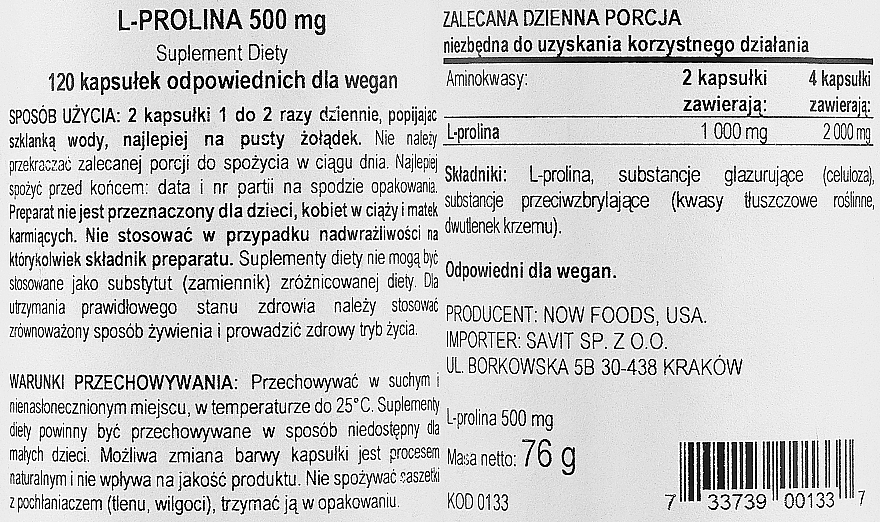 L-PROLINA 500 mg
Suplement Diety
120 kapsułek odpowiednich dla wegan
SPOSÓB UŻYCIA: 2 kapsułki 1 do 2 razy dziennie, popijając
szklanką wody, najlepiej na pusty żołądek. Nie należy
przekraczać zalecanej porcji do spożycia w ciągu dnia. Najlepiej
spożyć przed końcem: data i nr partii na spodzie opakowania.
Preparat nie jest przeznaczony dla dzieci, kobiet w ciąży i matek
karmiących. Nie stosować w przypadku nadwrażliwości na
którykolwiek składnik preparatu. Suplementy diety nie mogą być
stosowane jako substytut (zamiennik) zróżnicowanej diety. Dla
utrzymania prawidłowego stanu zdrowia należy stosować
zrównoważony sposób żywienia i prowadzić zdrowy tryb życia.
WARUNKI PRZECHOWYWANIA: Przechowywać w suchym i
nienasłonecznionym miejscu, w temperaturze do 25°C. Suplementy
diety powinny być przechowywane w sposób niedostępny dla
małych dzieci. Możliwa zmiana barwy kapsułki jest procesem
naturalnym i nie wpływa na jakość produktu. Nie spożywać saszetki
z pochłaniaczem (tlenu, wilgoci), trzymać ją w opakowaniu.
ZALECANA DZIENNA PORCJA
niezbędna do uzyskania korzystnego działania
Aminokwasy: 2 kapsułki 4 kapsułki
zawierają: zawierają:
L-prolina 1 000 mg 2 000 mg
Składniki: L-prolina, substancje glazurujące (celuloza),
substancje przeciwzbrylające (kwasy tłuszczowe roślinne,
dwutlenek krzemu).
Odpowiedni dla wegan.
PRODUCENT: NOW FOODS, USA.
IMPORTER: SAVIT SP. Z O.O.
UL. BORKOWSKA 5B 30-438 KRAKÓW
L-prolina 500 mg
Masa netto: 76 g
KOD 0133
7 33739 00133 7